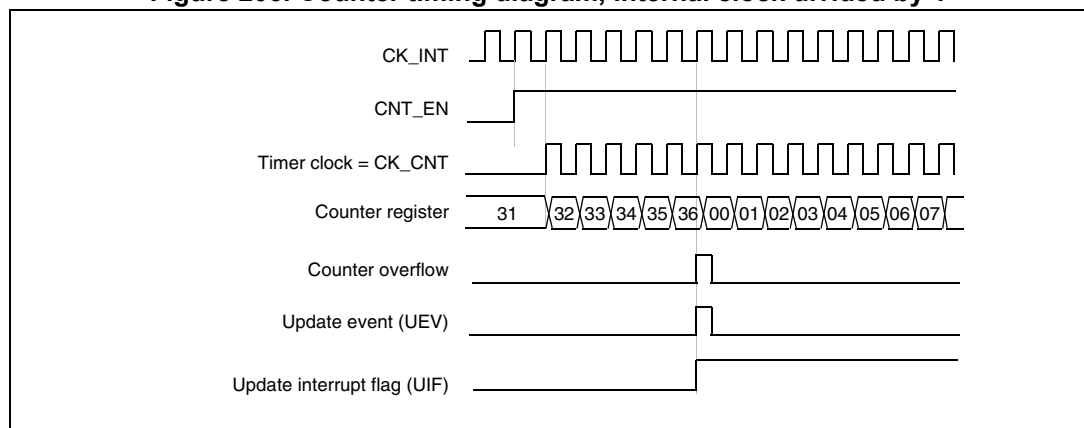 CK_INT
CNT_EN
Timer clock = CK_CNT
Counter register 31 32 33 34 35 36 00 01 02 03 04 05 06 07
Counter overflow
Update event (UEV)
Update interrupt flag (UIF)